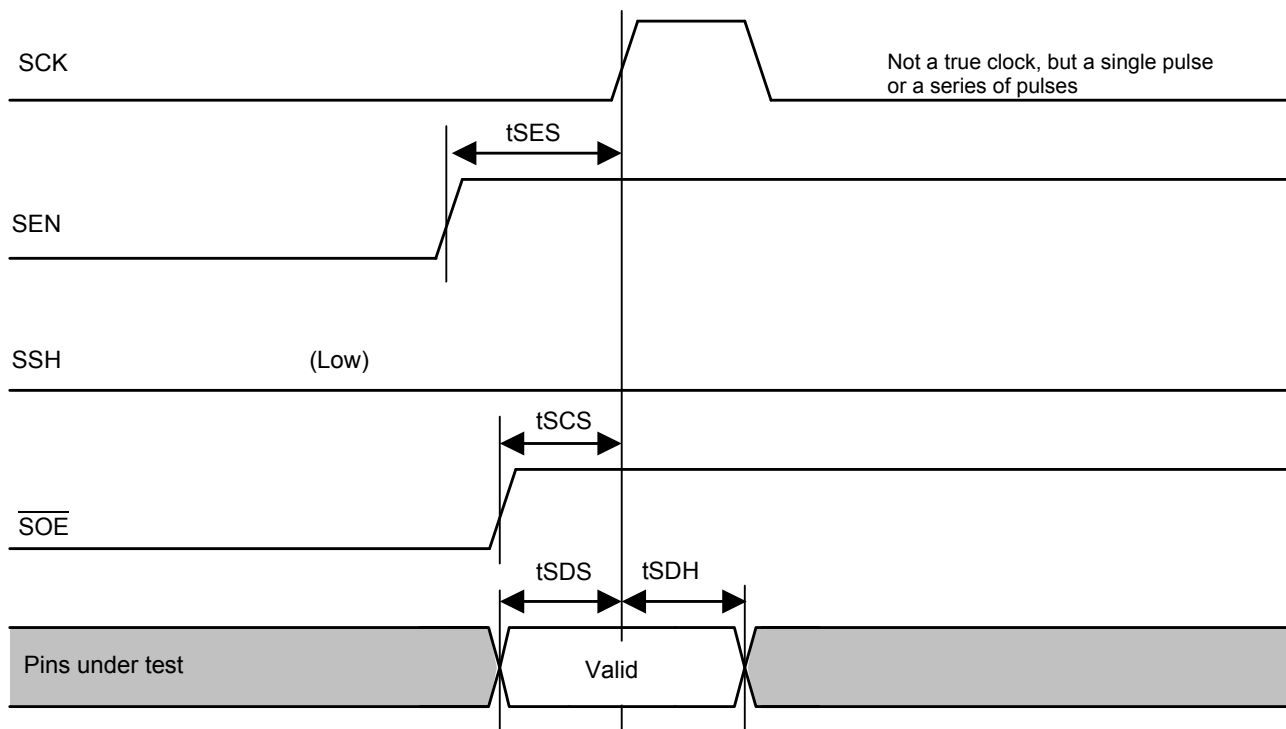 SCK
Not a true clock, but a single pulse
or a series of pulses
tSES
SEN
SSH (Low)
tSCS
SOE
tSDS tSDH
Pins under test Valid